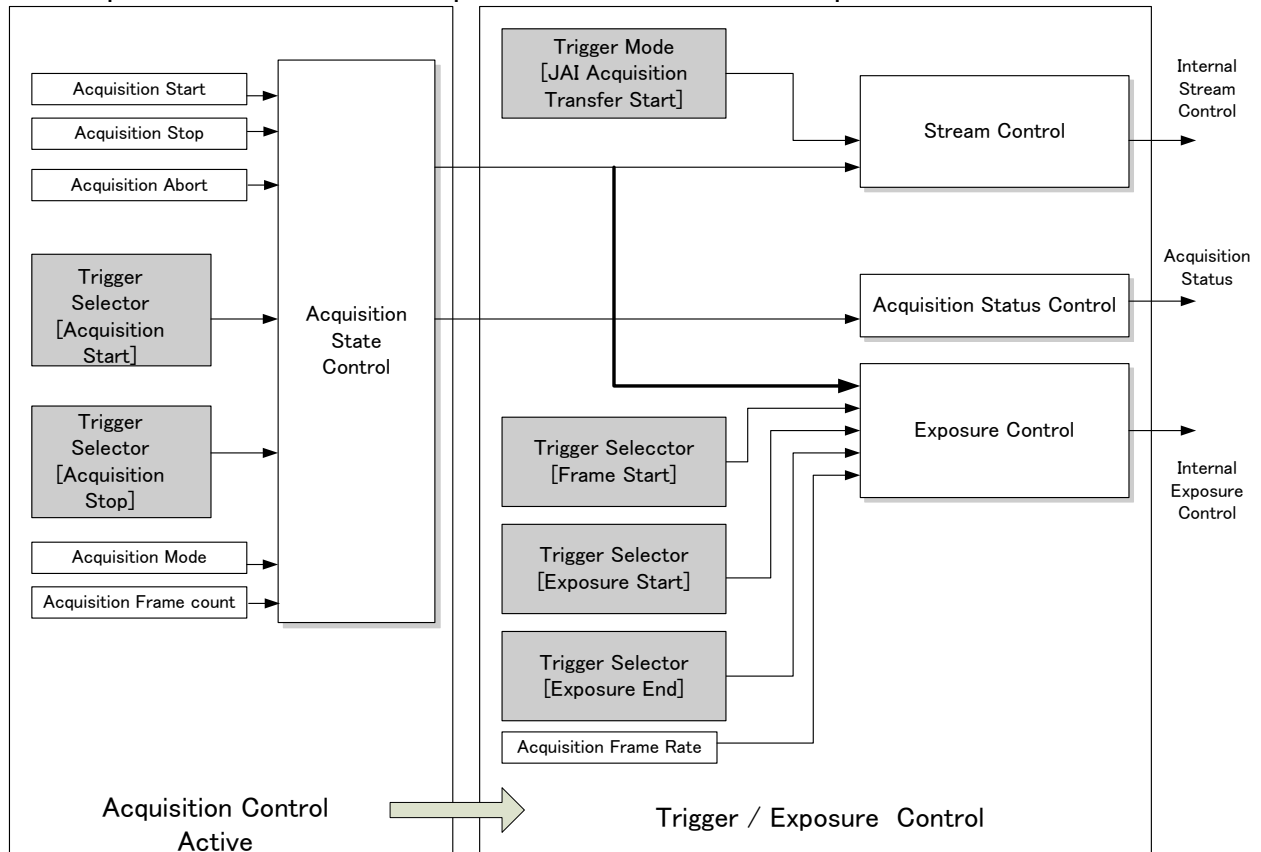 Acquisition Start
Acquisition Stop
Acquisition Abort
Trigger
Selector
[Acquisition
Start]
Trigger
Selector
[Acquisition
Stop]
Acquisition Mode
Acquisition Frame count
Acquisition
State
Control
Acquisition Control
Active
Trigger Mode
[JAI Acquisition
Transfer Start]
Stream Control
Internal
Stream
Control
Acquisition Status Control
Acquisition
Status
Trigger Selecctor
[Frame Start]
Exposure Control
Internal
Exposure
Control
Trigger Selector
[Exposure Start]
Trigger Selector
[Exposure End]
Acquisition Frame Rate
Trigger / Exposure Control